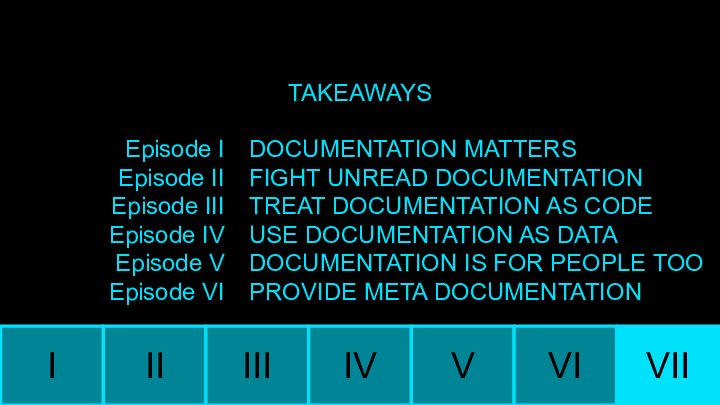 TAKEAWAYS
Episode I DOCUMENTATION MATTERS
Episode II FIGHT UNREAD DOCUMENTATION
Episode III TREAT DOCUMENTATION AS CODE
Episode IV USE DOCUMENTATION AS DATA
Episode V DOCUMENTATION IS FOR PEOPLE TOO
Episode VI PROVIDE META DOCUMENTATION
I II III IV V VI VII